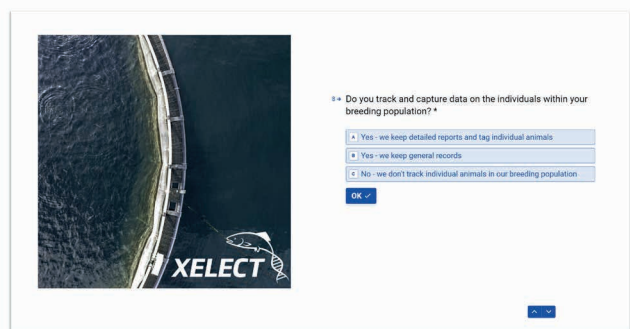 XELECT
Do you track and capture data on the individuals within your
breeding population? *
A Yes - we keep detailed reports and tag individual animals
B Yes - we keep general records
C No - we don't track individual animals in our breeding population
OK